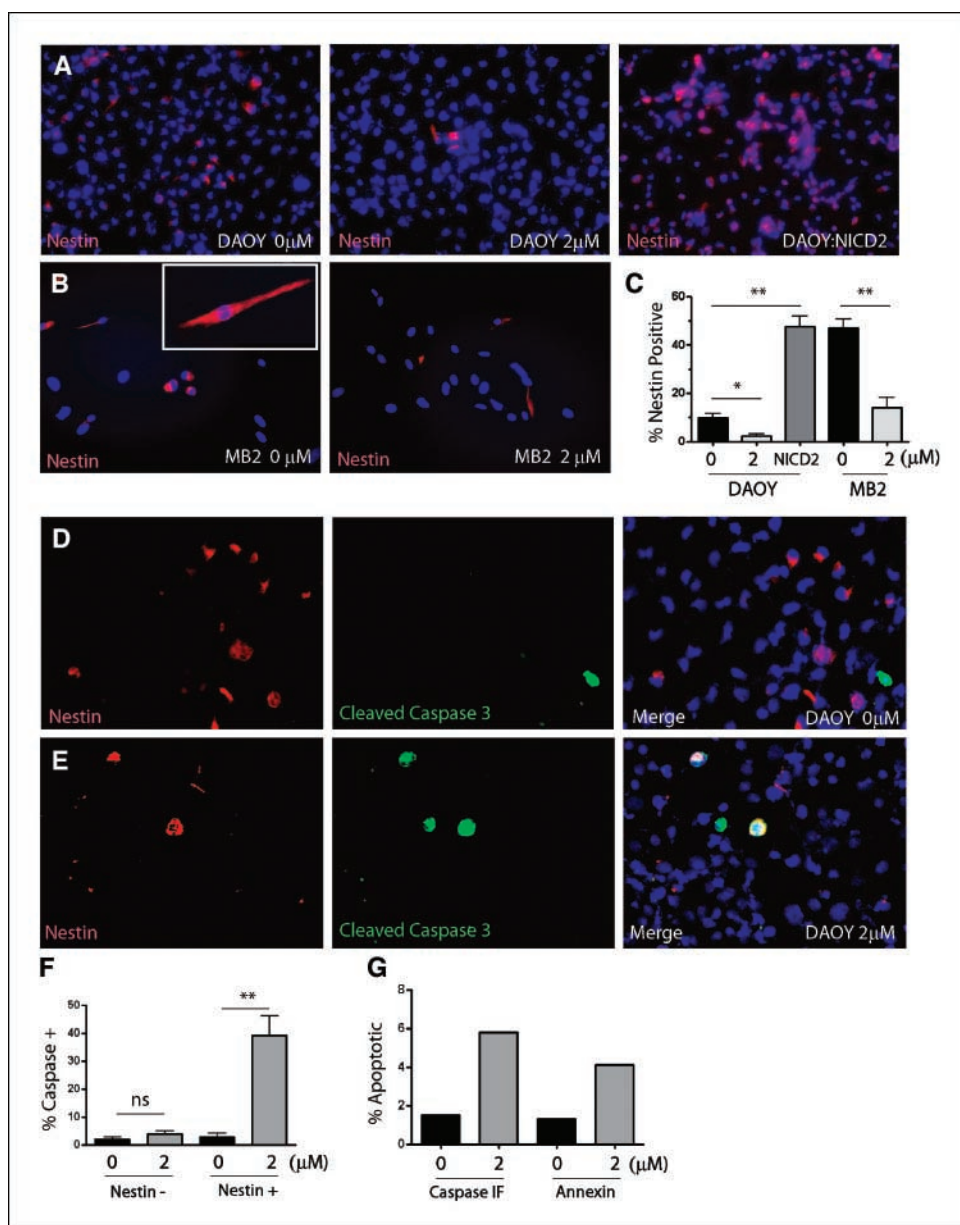 A
Nestin
DAOY 0μM
Nestin
DAOY 2μM
Nestin
DAOY:NICD2
B
Nestin
MB2 0 μM
Nestin
MB2 2 μM
C
% Nestin Positive
60
40
20
0
*
**
**
0 2 NICD2 0 2 (μM)
DAOY MB2
D
Nestin
Cleaved Caspase 3
Merge
DAOY 0μM
E
Nestin
Cleaved Caspase 3
Merge
DAOY 2μM
F
% Caspase +
50
40
30
20
10
0
ns
**
0 2 0 2 (μM)
Nestin - Nestin +
G
% Apoptotic
8
6
4
2
0
0 2 0 2 (μM)
Caspase IF Annexin